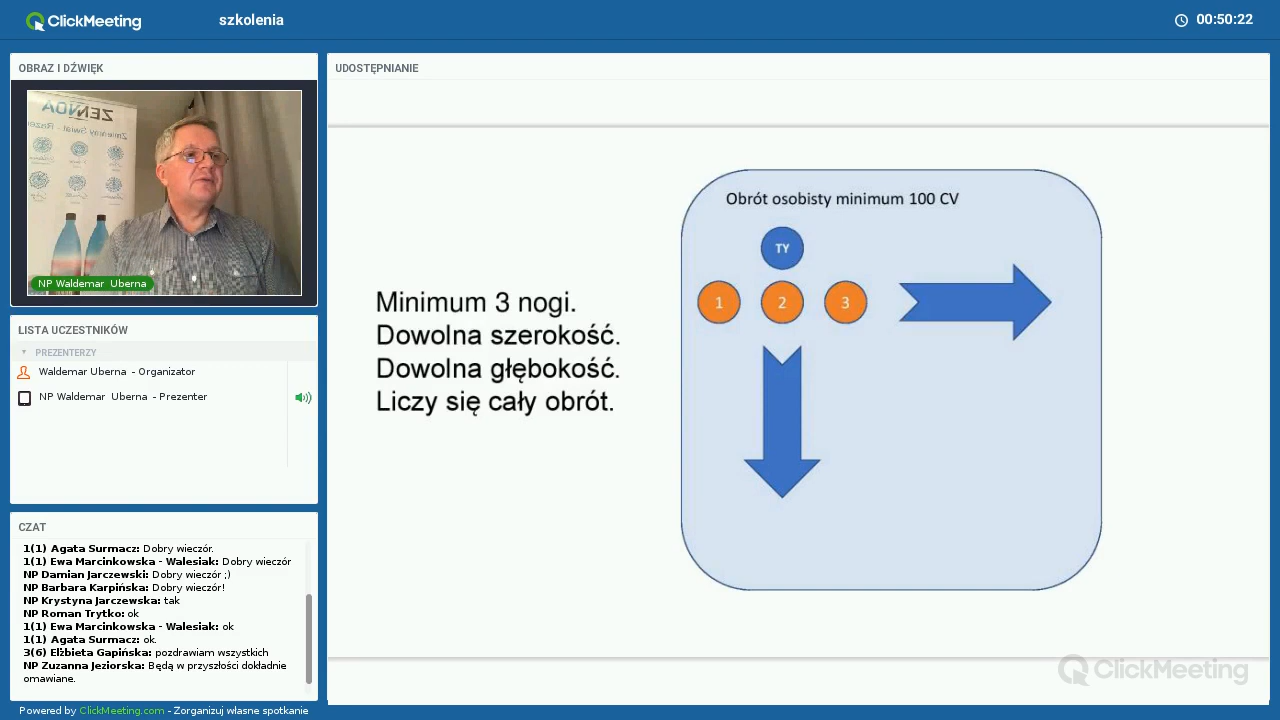 ClickMeeting
szkolenia
00:50:22
OBRAZ I DŹWIĘK
ZENNOA
Zmieniamy Świat - Razem
NP Waldemar Uberna
LISTA UCZESTNIKÓW
PREZENTERZY
Waldemar Uberna - Organizator
NP Waldemar Uberna - Prezenter
CZAT
1(1) Agata Surmacz: Dobry wieczór.
1(1) Ewa Marcinkowska - Walesiak: Dobry wieczór
NP Damian Jarczewski: Dobry wieczór ;)
NP Barbara Karpińska: Dobry wieczór!
NP Krystyna Jarczewska: tak
NP Roman Trytko: ok
1(1) Ewa Marcinkowska - Walesiak: ok
1(1) Agata Surmacz: ok.
3(6) Elżbieta Gapińska: pozdrawiam wszystkich
NP Zuzanna Jeziorska: Będą w przyszłości dokładnie
omawiane.
Powered by ClickMeeting.com - Zorganizuj własne spotkanie
UDOSTĘPNIANIE
Minimum 3 nogi.
Dowolna szerokość.
Dowolna głębokość.
Liczy się cały obrót.
Obrót osobisty minimum 100 CV
TY
1 2 3
ClickMeeting